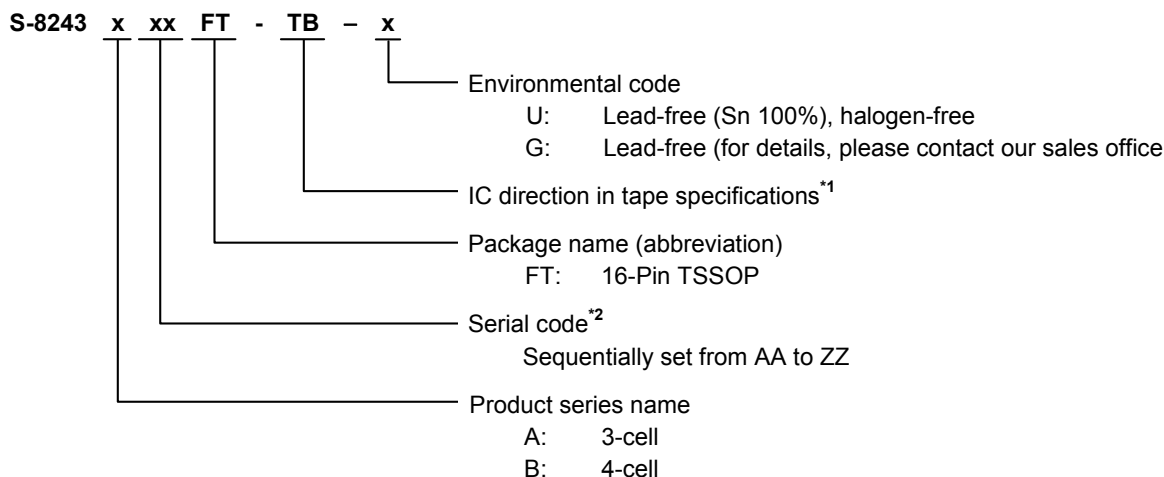 S-8243 x xx FT - TB – x
Environmental code
U: Lead-free (Sn 100%), halogen-free
G: Lead-free (for details, please contact our sales office
IC direction in tape specifications*1
Package name (abbreviation)
FT: 16-Pin TSSOP
Serial code*2
Sequentially set from AA to ZZ
Product series name
A: 3-cell
B: 4-cell